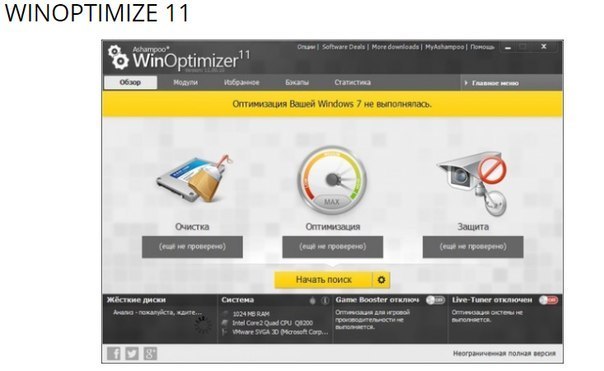 WINOPTIMIZE 11
Ashampoo®
WinOptimizer 11
Опции | Software Deals | More downloads | MyAshampoo | Помощь
Обзор Модули Избранное Бэкапы Статистика Главное меню
Оптимизация Вашей Windows 7 не выполнялась.
MAX
Очистка Оптимизация Защита
(ещё не проверено) (ещё не проверено) (ещё не проверено)
Начать поиск
Жёсткие диски Система Game Booster отключ Live-Tuner отключен
Анализ - пожалуйста, ждите...
1024 MB RAM
Intel Core2 Quad CPU Q8200
VMware SVGA 3D (Microsoft Corp...
Оптимизация для игровой
производительности не
выполняется.
Оптимизация системы не
выполняется.
Неограниченная полная версия